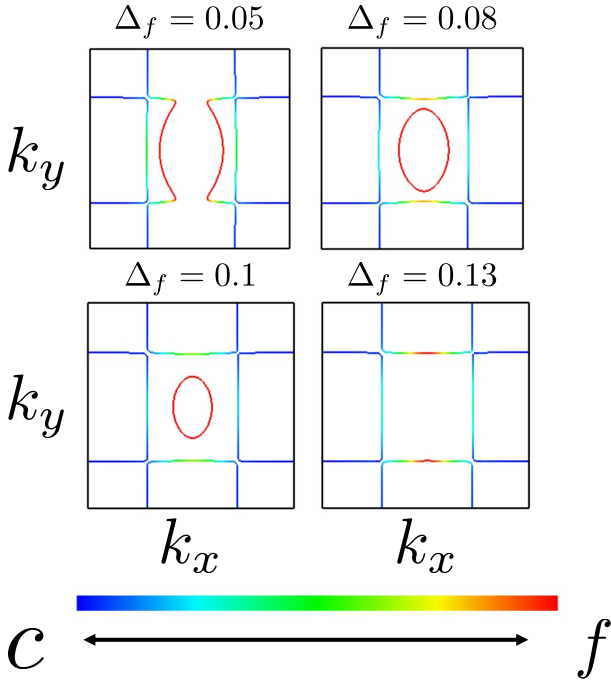 Δ_f = 0.05 Δ_f = 0.08
k_y
Δ_f = 0.1 Δ_f = 0.13
k_y
k_x k_x
c f